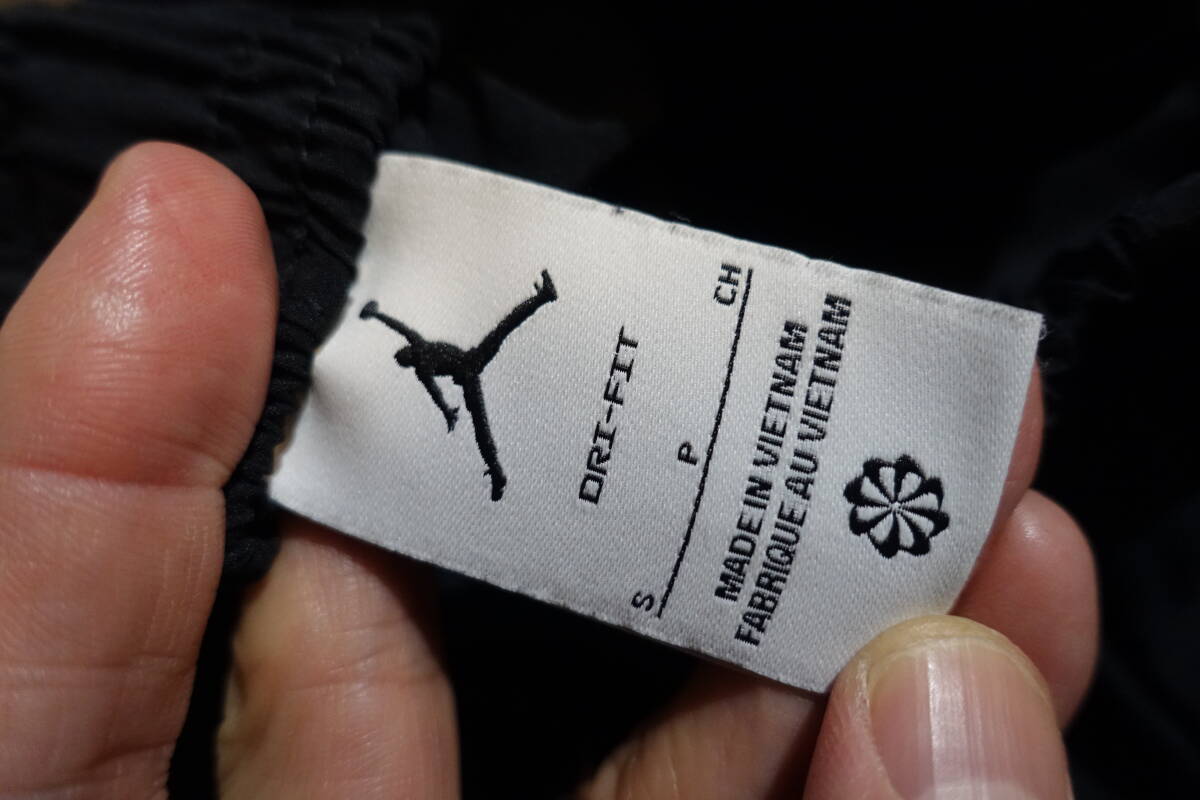 DRI-FIT
S P CH
MADE IN VIETNAM
FABRIQUE AU VIETNAM